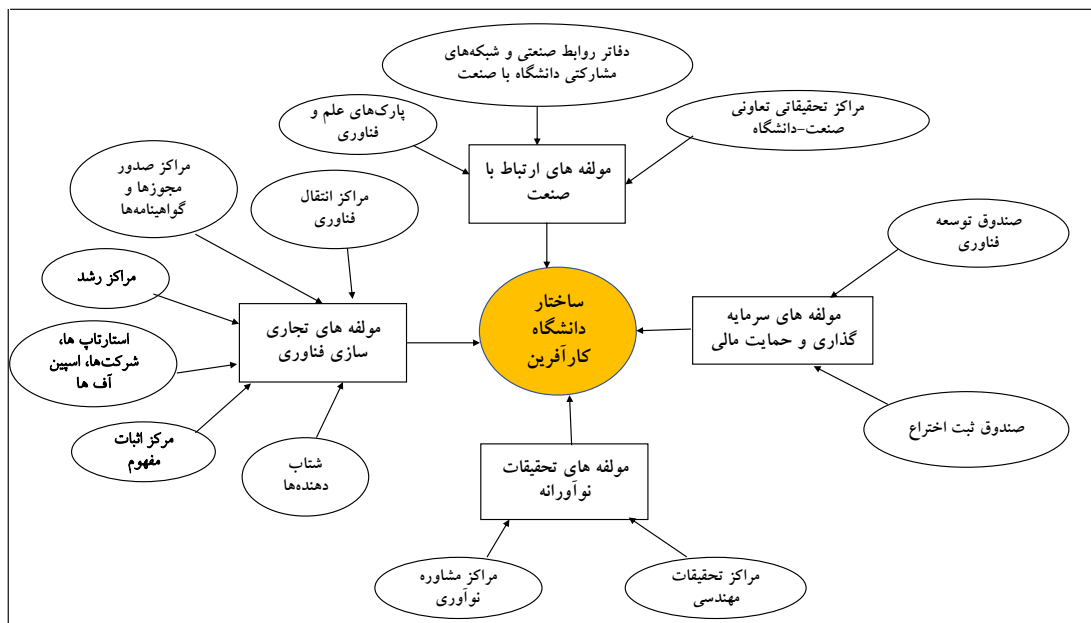 دفاتر روابط صنعتی و شبکه‌های
مشارکتی دانشگاه با صنعت
مراکز تحقیقاتی تعاونی
صنعت-دانشگاه
پارک‌های علم و
فناوری
مولفه های ارتباط با
صنعت
مراکز صدور
مجوزها و
گواهینامه‌ها
مراکز انتقال
فناوری
صندوق توسعه
فناوری
مراکز رشد
ساختار
دانشگاه
کارآفرین
مولفه های سرمایه
گذاری و حمایت مالی
مولفه های تجاری
سازی فناوری
استارتاپ ها،
شرکت‌ها، اسپین
آف ها
صندوق ثبت اختراع
مرکز اثبات
مفهوم
شتاب
دهنده‌ها
مولفه های تحقیقات
نوآورانه
مراکز تحقیقات
مهندسی
مراکز مشاوره
نوآوری